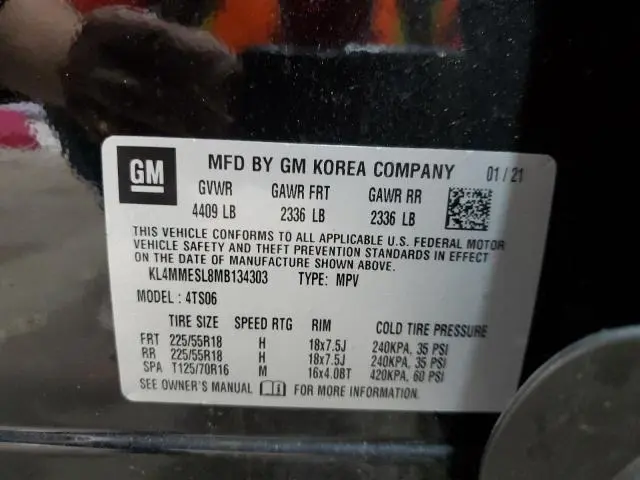 GM MFD BY GM KOREA COMPANY 01/21
GVWR GAWR FRT GAWR RR
4409 LB 2336 LB 2336 LB
THIS VEHICLE CONFORMS TO ALL APPLICABLE U.S. FEDERAL MOTOR
VEHICLE SAFETY AND THEFT PREVENTION STANDARDS IN EFFECT
ON THE DATE OF MANUFACTURE SHOWN ABOVE.
KL4MMESL8MB134303 TYPE: MPV
MODEL: 4TS06
TIRE SIZE SPEED RTG RIM COLD TIRE PRESSURE
FRT 225/55R18 H 18x7.5J 240KPA, 35 PSI
RR 225/55R18 H 18x7.5J 240KPA, 35 PSI
SPA T125/70R16 M 16x4.0BT 420KPA, 60 PSI
SEE OWNER'S MANUAL FOR MORE INFORMATION